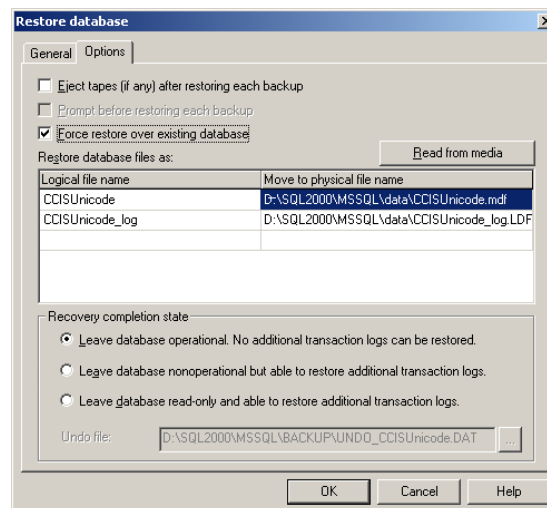 Restore database
General Options
Eject tapes (if any) after restoring each backup
Prompt before restoring each backup
Force restore over existing database
Restore database files as:
Read from media
Logical file name Move to physical file name
CCISUnicode D:\SQL2000\MSSQL\data\CCISUnicode.mdf
CCISUnicode_log D:\SQL2000\MSSQL\data\CCISUnicode_log.LDF
Recovery completion state
Leave database operational. No additional transaction logs can be restored.
Leave database nonoperational but able to restore additional transaction logs.
Leave database read-only and able to restore additional transaction logs.
Undo file: D:\SQL2000\MSSQL\BACKUP\UNDO_CCISUnicode.DAT ...
OK Cancel Help